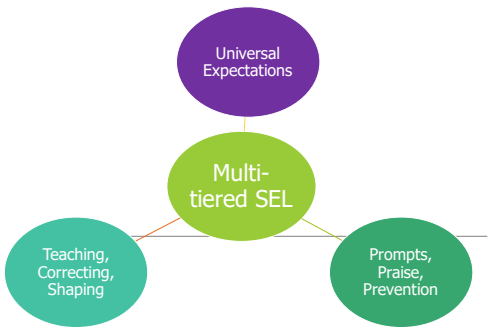 Universal
Expectations
Multi-
tiered SEL
Teaching,
Correcting,
Shaping
Prompts,
Praise,
Prevention